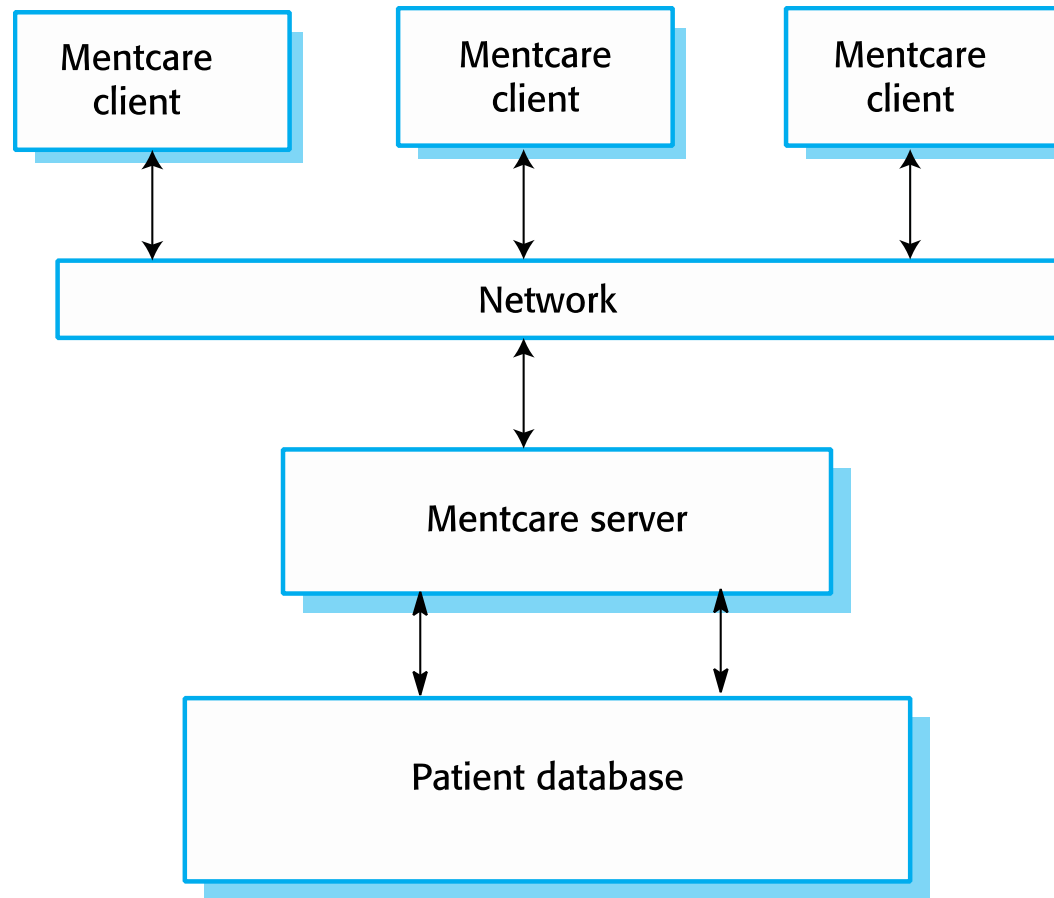 Mentcare
client
Mentcare
client
Mentcare
client
Network
Mentcare server
Patient database